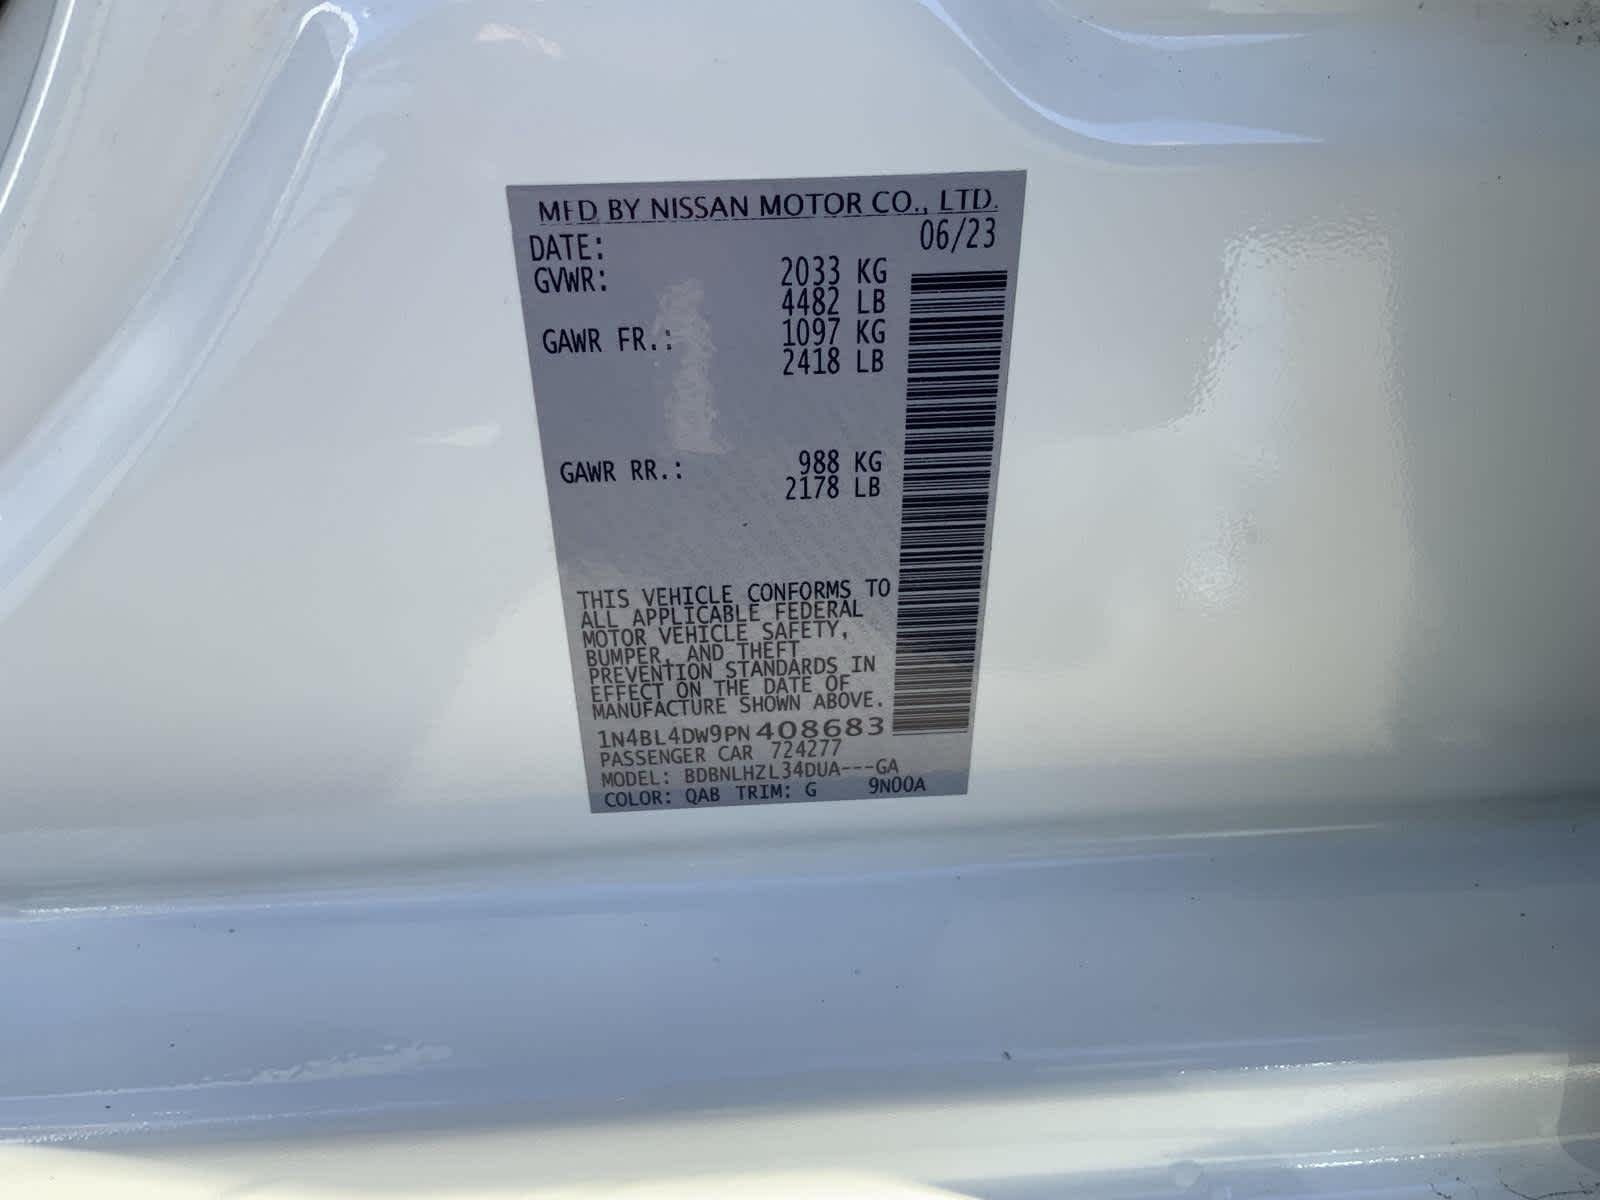 MFD BY NISSAN MOTOR CO., LTD.
DATE: 06/23
GVWR: 2033 KG
4482 LB
GAWR FR.: 1097 KG
2418 LB
GAWR RR.: 988 KG
2178 LB
THIS VEHICLE CONFORMS TO
ALL APPLICABLE FEDERAL
MOTOR VEHICLE SAFETY,
BUMPER, AND THEFT
PREVENTION STANDARDS IN
EFFECT ON THE DATE OF
MANUFACTURE SHOWN ABOVE.
1N4BL4DW9PN408683
PASSENGER CAR 724277
MODEL: BDBNLHZL34DUA---GA
COLOR: QAB TRIM: G 9N00A